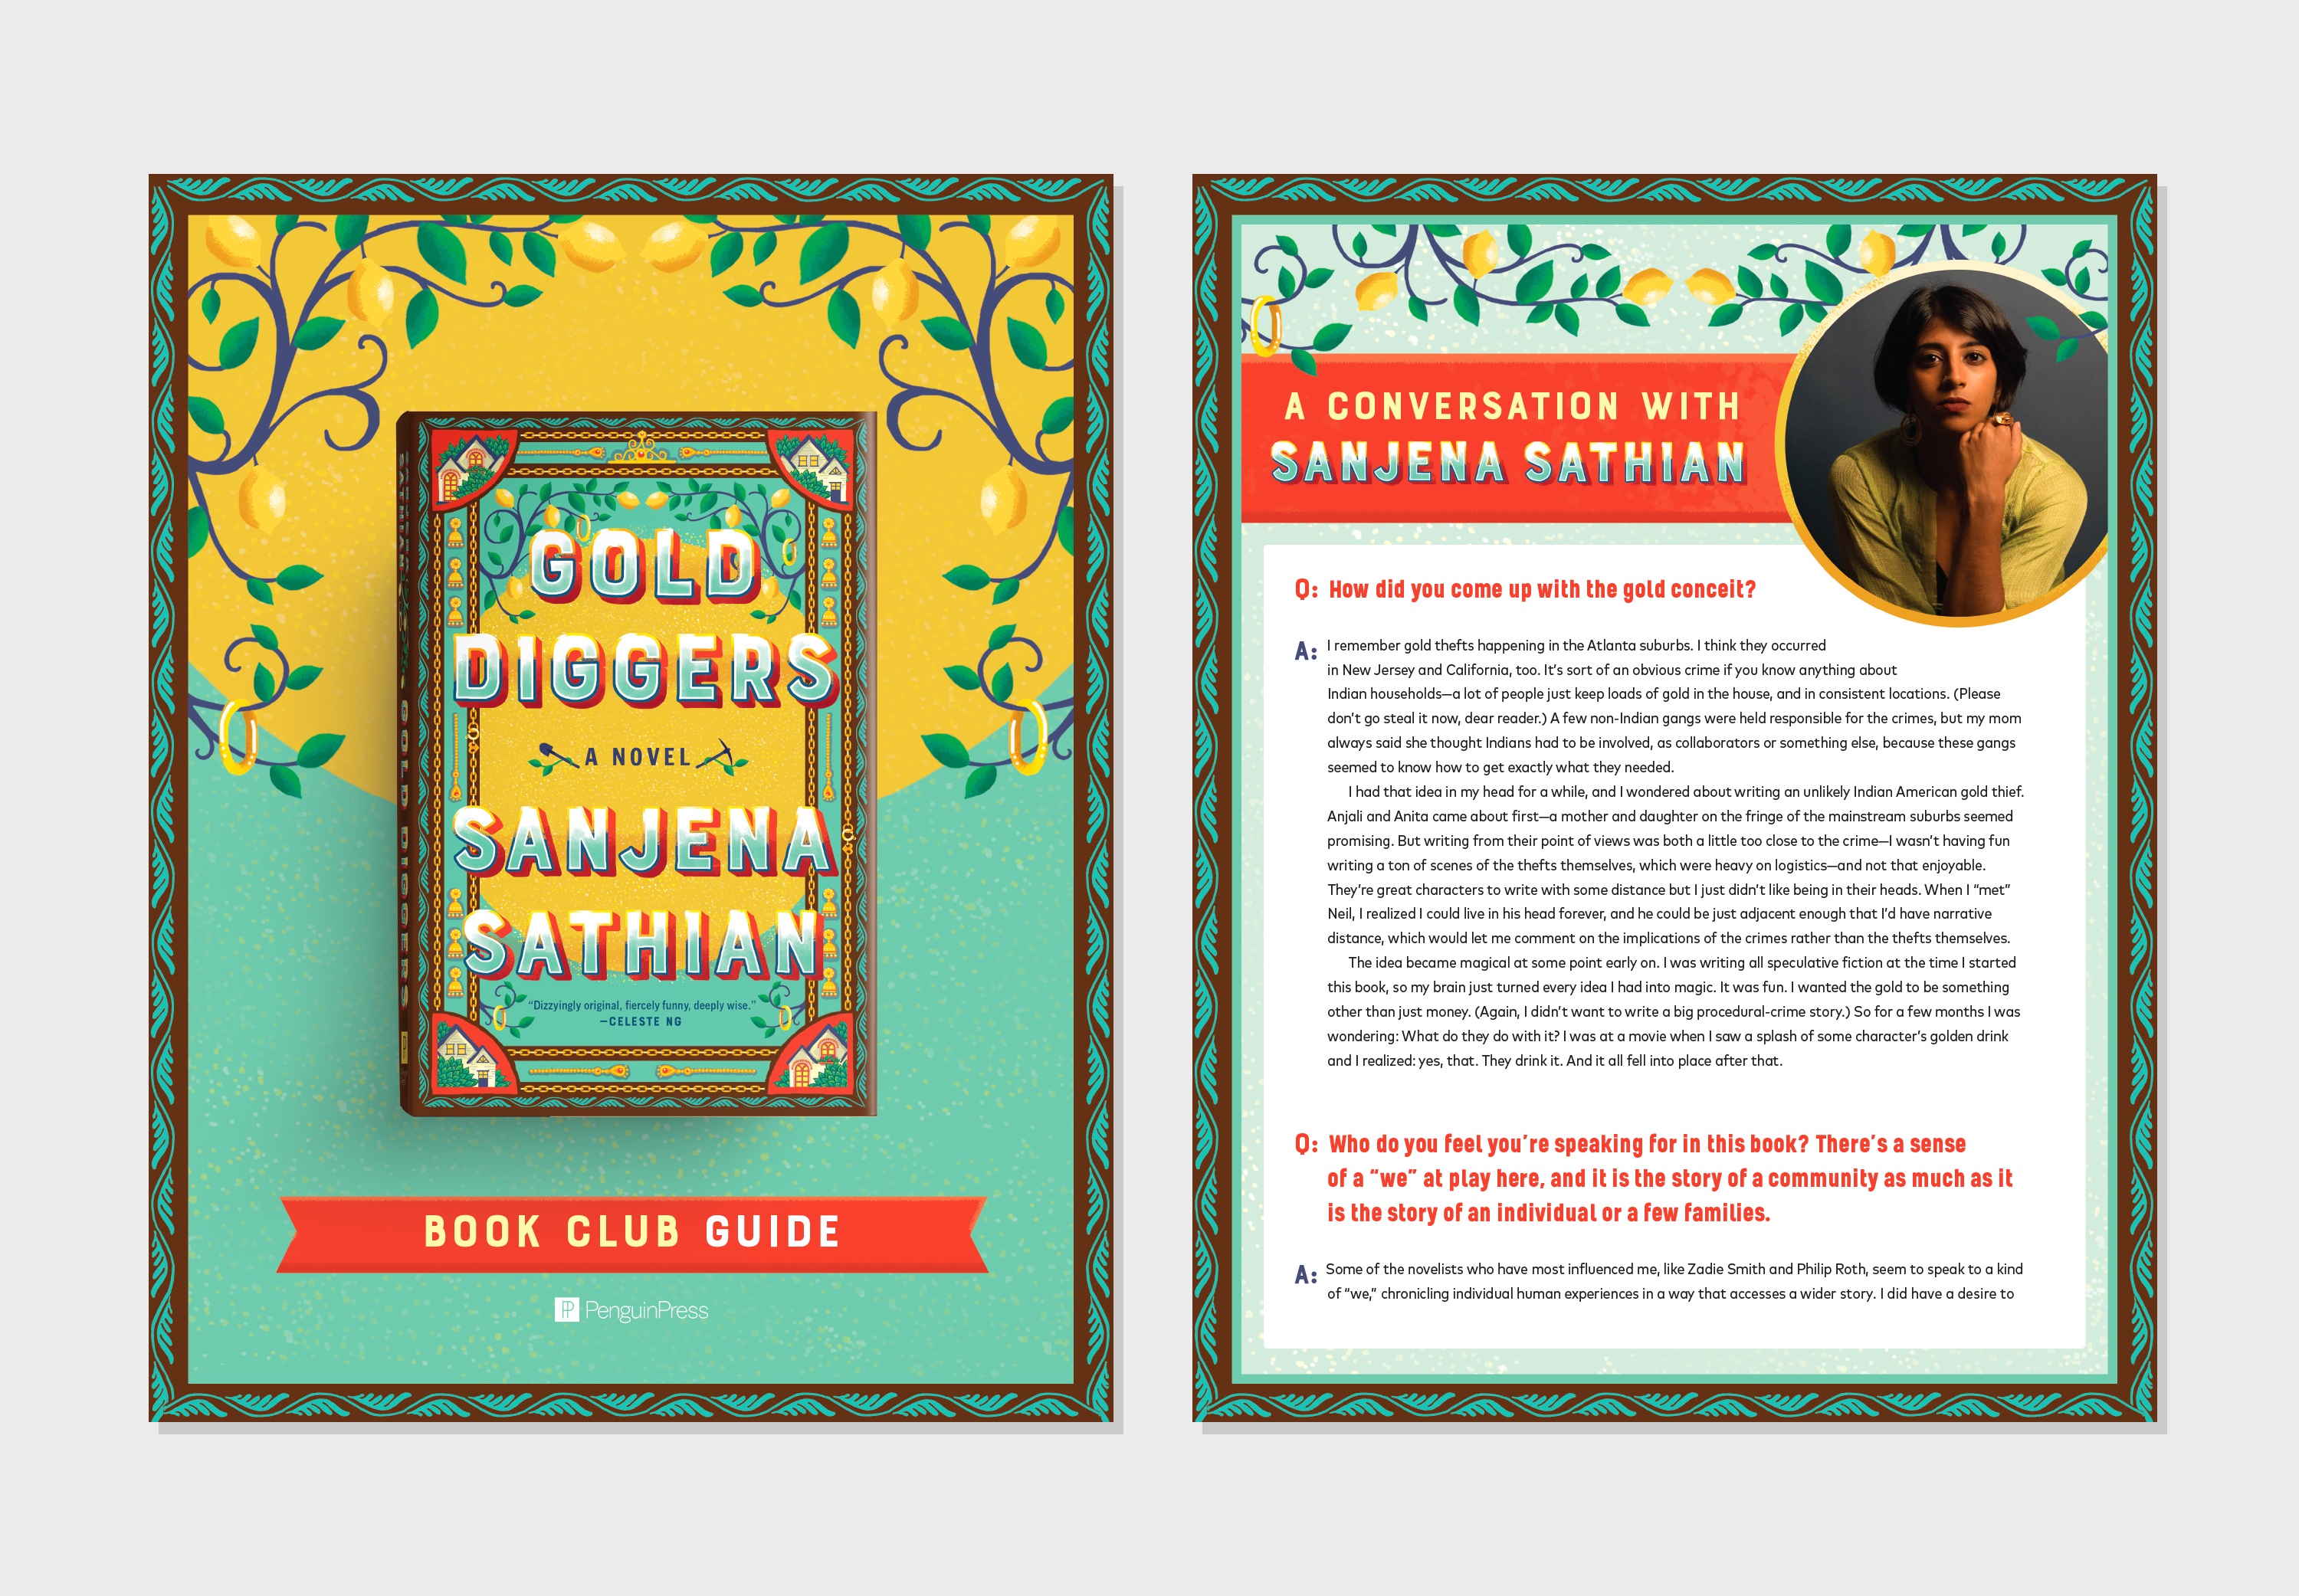 GOLD
DIGGERS
A NOVEL
SANJENA
SATHIAN
“Dizzyingly original, fiercely funny, deeply wise.”
—CELESTE NG
GOLD DIGGERS
BOOK CLUB GUIDE
PenguinPress
A CONVERSATION WITH
SANJENA SATHIAN
Q: How did you come up with the gold conceit?
A: I remember gold thefts happening in the Atlanta suburbs. I think they occurred
in New Jersey and California, too. It’s sort of an obvious crime if you know anything about
Indian households—a lot of people just keep loads of gold in the house, and in consistent locations. (Please
don’t go steal it now, dear reader.) A few non-Indian gangs were held responsible for the crimes, but my mom
always said she thought Indians had to be involved, as collaborators or something else, because these gangs
seemed to know how to get exactly what they needed.
I had that idea in my head for a while, and I wondered about writing an unlikely Indian American gold thief.
Anjali and Anita came about first—a mother and daughter on the fringe of the mainstream suburbs seemed
promising. But writing from their point of views was both a little too close to the crime—I wasn’t having fun
writing a ton of scenes of the thefts themselves, which were heavy on logistics—and not that enjoyable.
They’re great characters to write with some distance but I just didn’t like being in their heads. When I “met”
Neil, I realized I could live in his head forever, and he could be just adjacent enough that I’d have narrative
distance, which would let me comment on the implications of the crimes rather than the thefts themselves.
The idea became magical at some point early on. I was writing all speculative fiction at the time I started
this book, so my brain just turned every idea I had into magic. It was fun. I wanted the gold to be something
other than just money. (Again, I didn’t want to write a big procedural-crime story.) So for a few months I was
wondering: What do they do with it? I was at a movie when I saw a splash of some character’s golden drink
and I realized: yes, that. They drink it. And it all fell into place after that.
Q: Who do you feel you’re speaking for in this book? There’s a sense
of a “we” at play here, and it is the story of a community as much as it
is the story of an individual or a few families.
A: Some of the novelists who have most influenced me, like Zadie Smith and Philip Roth, seem to speak to a kind
of “we,” chronicling individual human experiences in a way that accesses a wider story. I did have a desire to